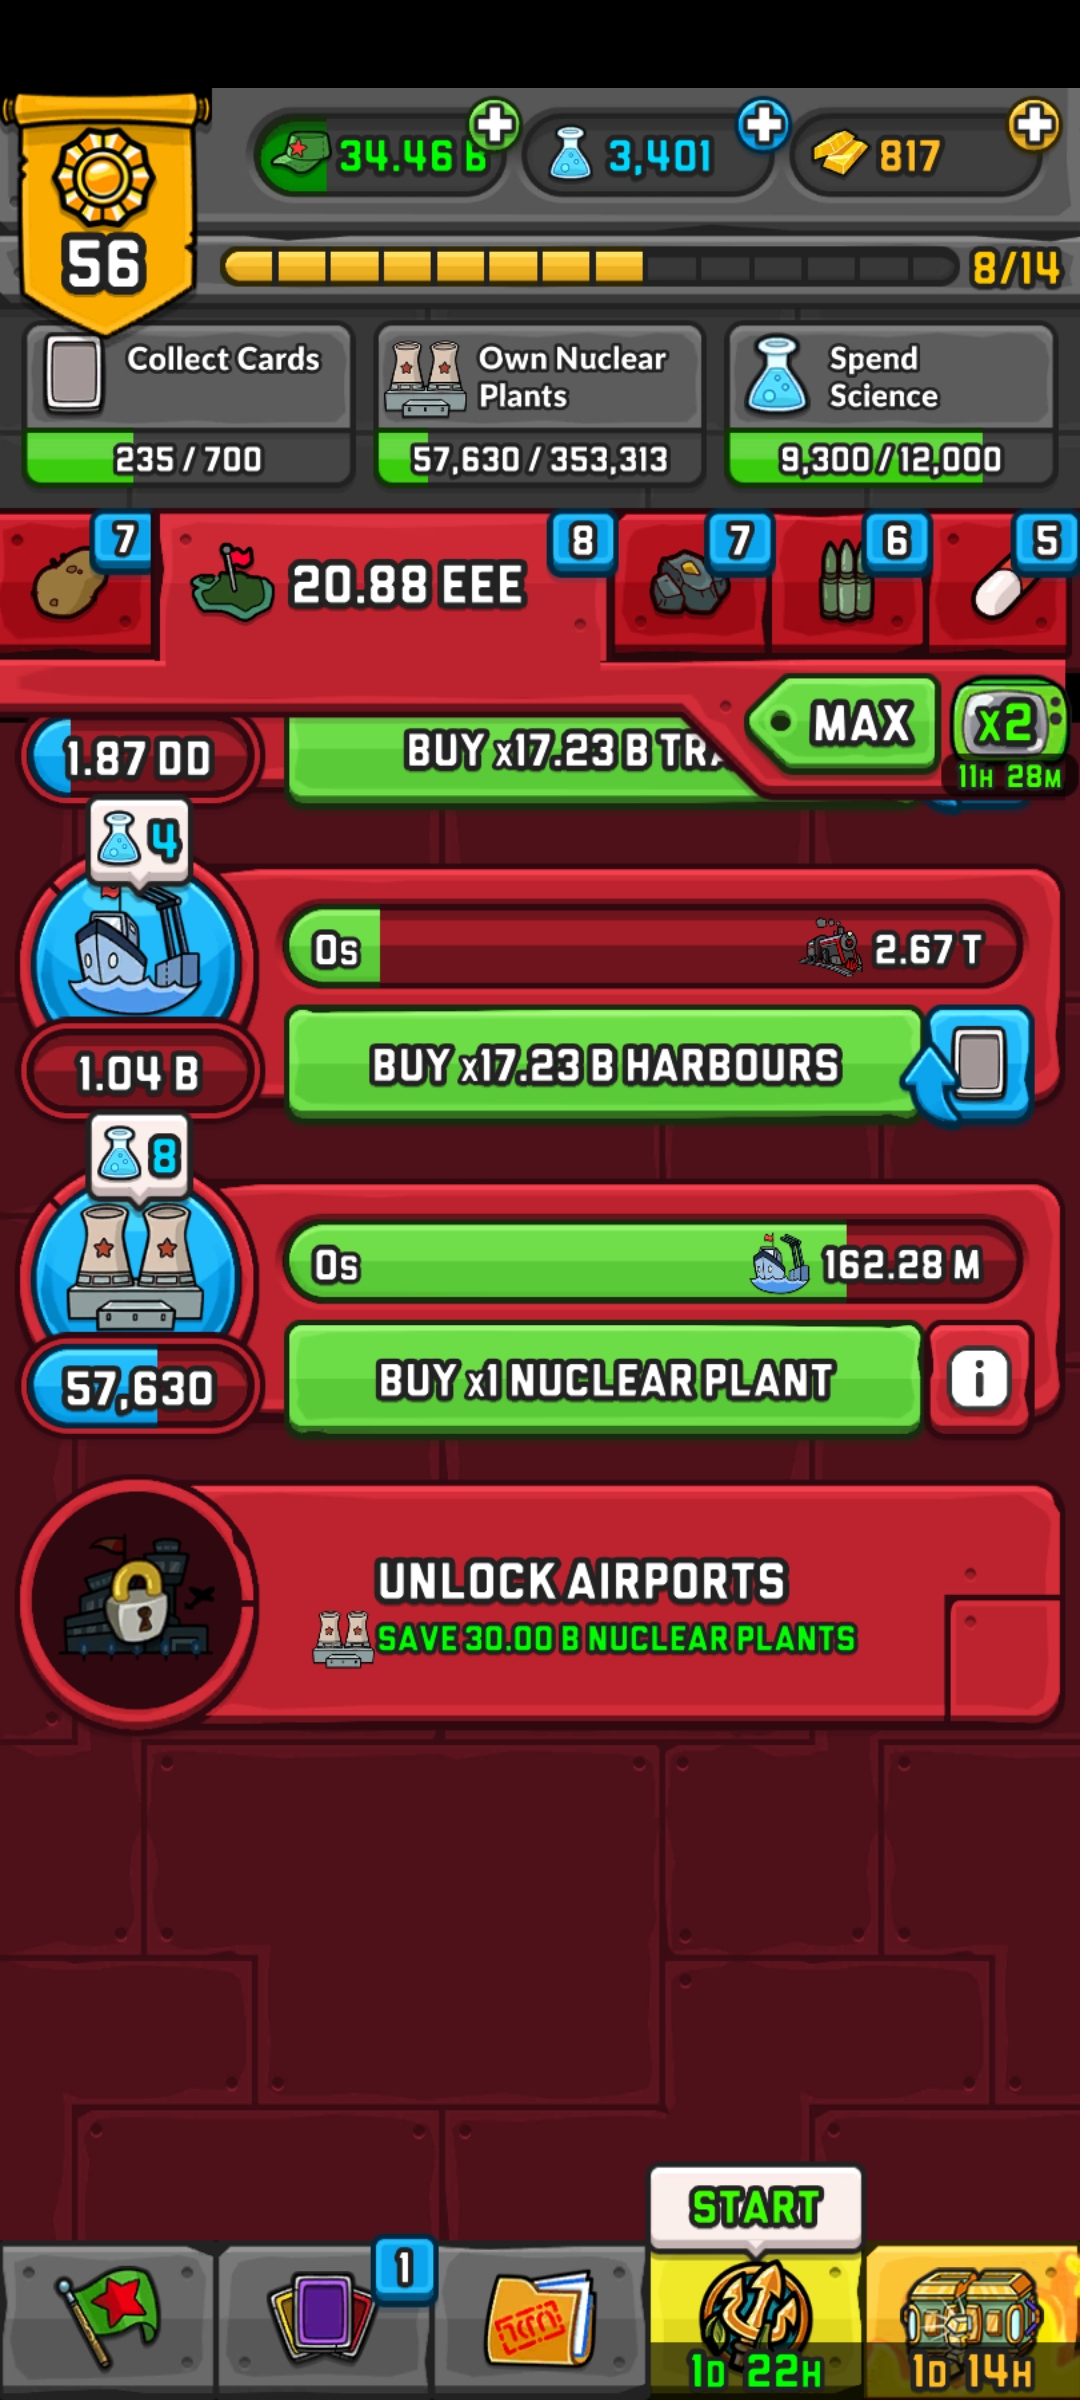 34.46 B
3,401
817
56
8/14
Collect Cards
235 / 700
Own Nuclear
Plants
57,630 / 353,313
Spend
Science
9,300 / 12,000
7
20.88 EEE
8
7
6
5
MAX
x2
11H 28M
1.87 DD
BUY x17.23 B
4
0s
2.67 T
1.04 B
BUY x17.23 B HARBOURS
8
0s
162.28 M
57,630
BUY x1 NUCLEAR PLANT
i
UNLOCK AIRPORTS
SAVE 30.00 B NUCLEAR PLANTS
START
1
1D 22H
1D 14H